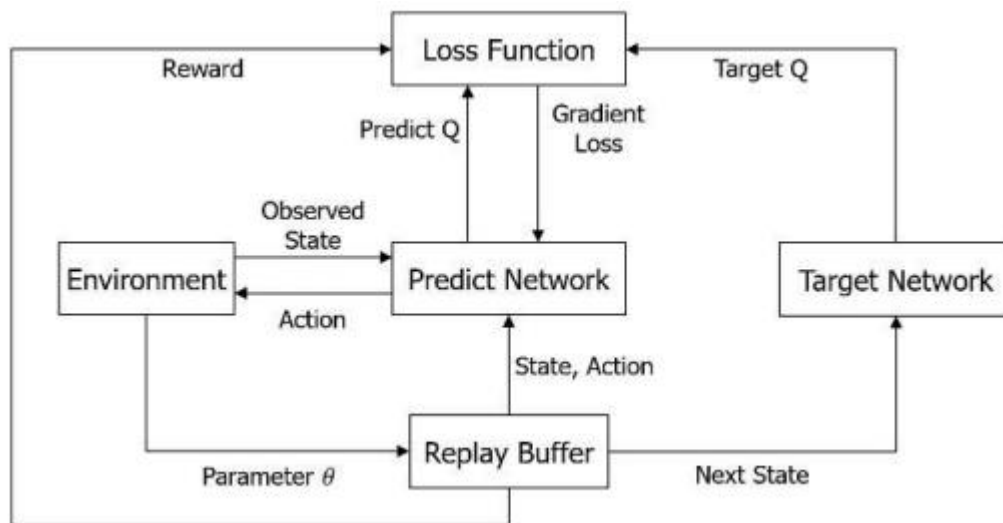 Loss Function
Reward
Target Q
Predict Q
Gradient
Loss
Observed
State
Environment
Predict Network
Target Network
Action
State, Action
Replay Buffer
Parameter θ
Next State